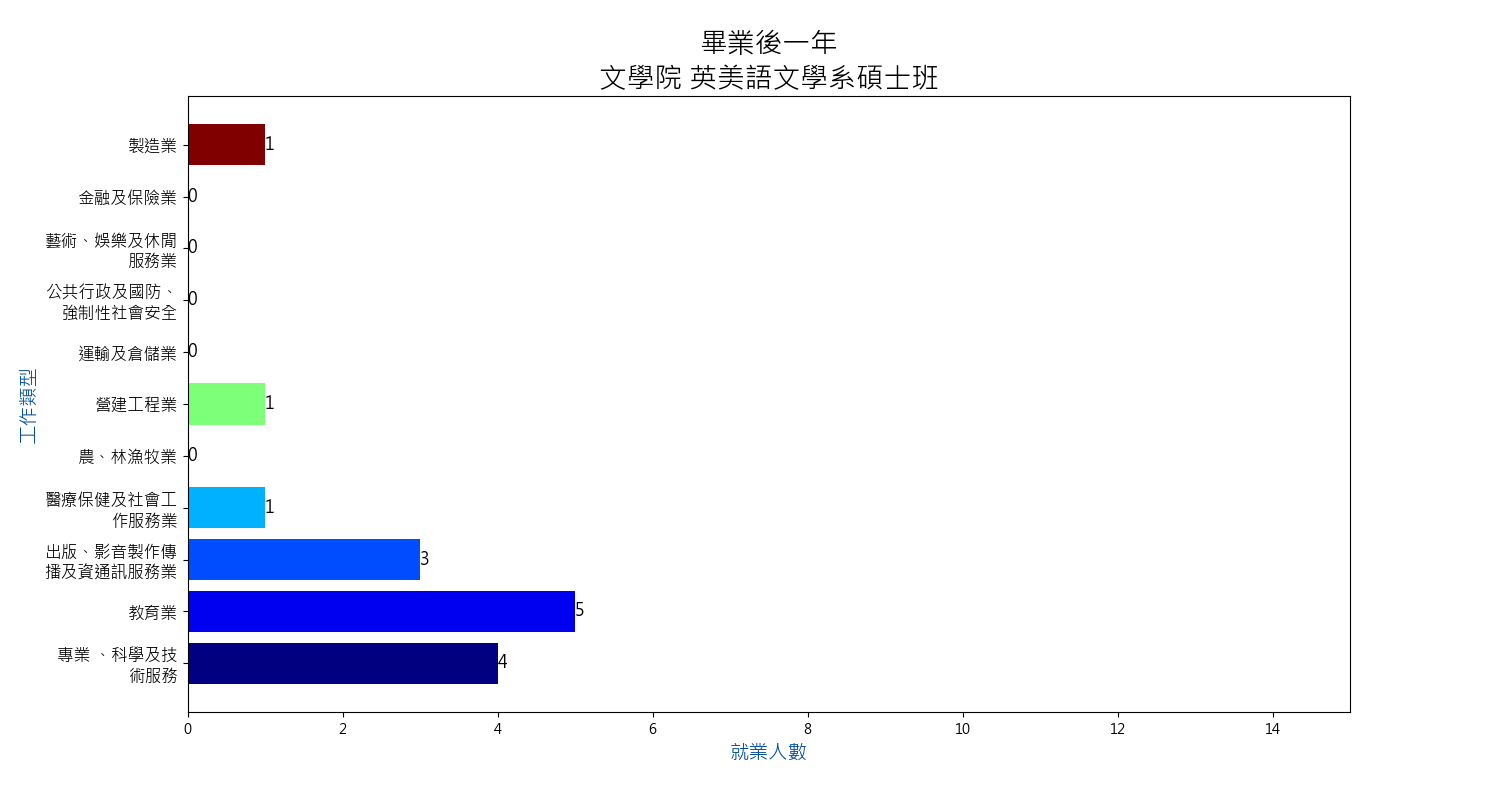 畢業後一年
文學院 英美語文學系碩士班
製造業
1
金融及保險業
0
藝術、娛樂及休閒
服務業
0
公共行政及國防、
強制性社會安全
0
運輸及倉儲業
0
營建工程業
1
農、林漁牧業
0
醫療保健及社會工
作服務業
1
出版、影音製作傳
播及資通訊服務業
3
教育業
5
專業 、科學及技
術服務
4
工作類型
0 2 4 6 8 10 12 14
就業人數